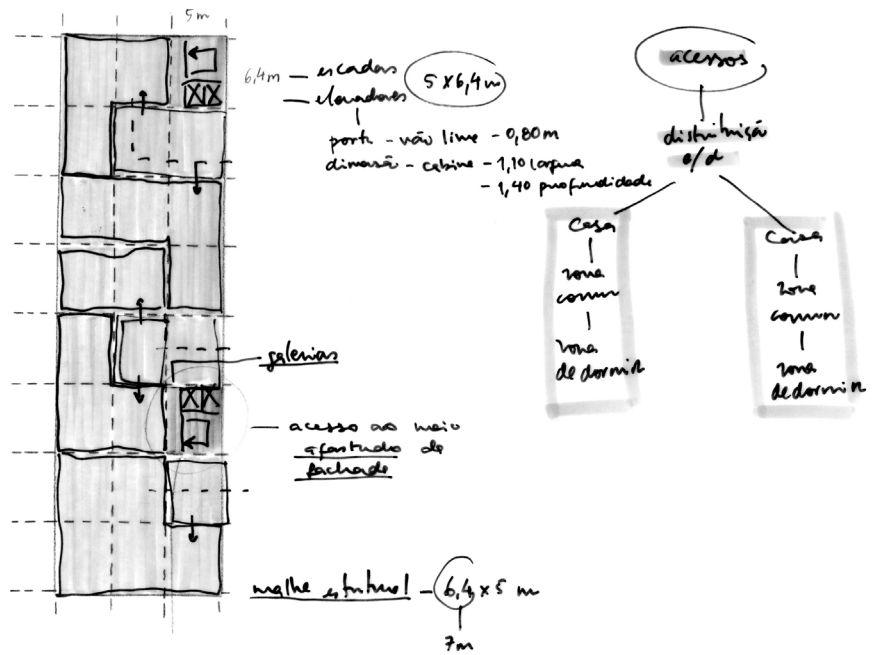 5m
6,4m
— escadas
— elevadores
5 x 6,4 m
porta - vão livre - 0,80m
dimensão - cabine - 1,10 largura
- 1,40 profundidade
galerias
— acesso ao meio
afastado de
fachada
malha estrutural - 6,4 x 5 m
7m
acessos
distribuição
e/d
casa
zona
comum
zona
de dormir
casa
zona
comum
zona
de dormir